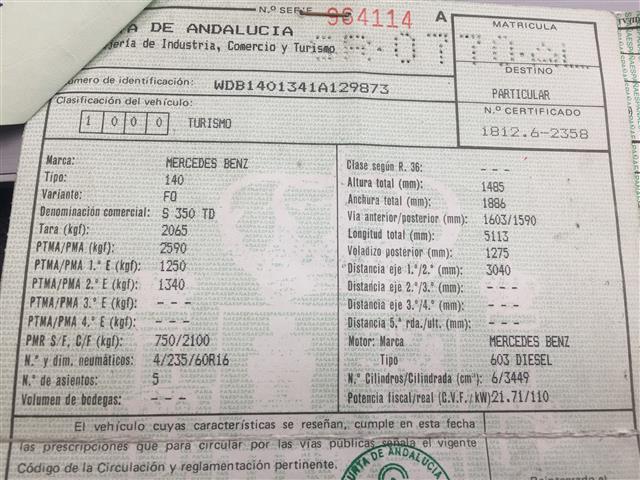 N.º SERIE 964114 A
TA DE ANDALUCIA
jería de Industria, Comercio y Turismo
MATRICULA
DESTINO
PARTICULAR
N.º CERTIFICADO
1812.6-2358
Número de identificación: WDB1401341A129873
Clasificación del vehículo:
1 0 0 0 TURISMO
Marca: MERCEDES BENZ
Tipo: 140
Variante: FQ
Denominación comercial: S 350 TD
Tara (kgf): 2065
PTMA/PMA (kgf): 2590
PTMA/PMA 1.º E (kgf): 1250
PTMA/PMA 2.º E (kgf): 1340
PTMA/PMA 3.º E (kgf): - - -
PTMA/PMA 4.º E (kgf): - - -
PMR S/F, C/F (kgf): 750/2100
N.º y dim. neumáticos: 4/235/60R16
N.º de asientos: 5
Volumen de bodegas: - - -
Clase según R. 36: - - -
Altura total (mm): 1485
Anchura total (mm): 1886
Via anterior/posterior (mm): 1603/1590
Longitud total (mm): 5113
Voladizo posterior (mm): 1275
Distancia eje 1.º/2.º (mm): 3040
Distancia eje 2.º/3.º (mm): - - -
Distancia eje 3.º/4.º (mm): - - -
Distancia 5.ª rda./ult. (mm): - - -
Motor: Marca MERCEDES BENZ
Tipo 603 DIESEL
N.º Cilindros/Cilindrada (cm³): 6/3449
Potencia fiscal/real (C.V.F./kW) 21.71/110
El vehículo cuyas características se reseñan, cumple en esta fecha
las prescripciones que para circular por las vías públicas señala el vigente
Código de la Circulación y reglamentación pertinente.
JUNTA DE ANDALUCIA